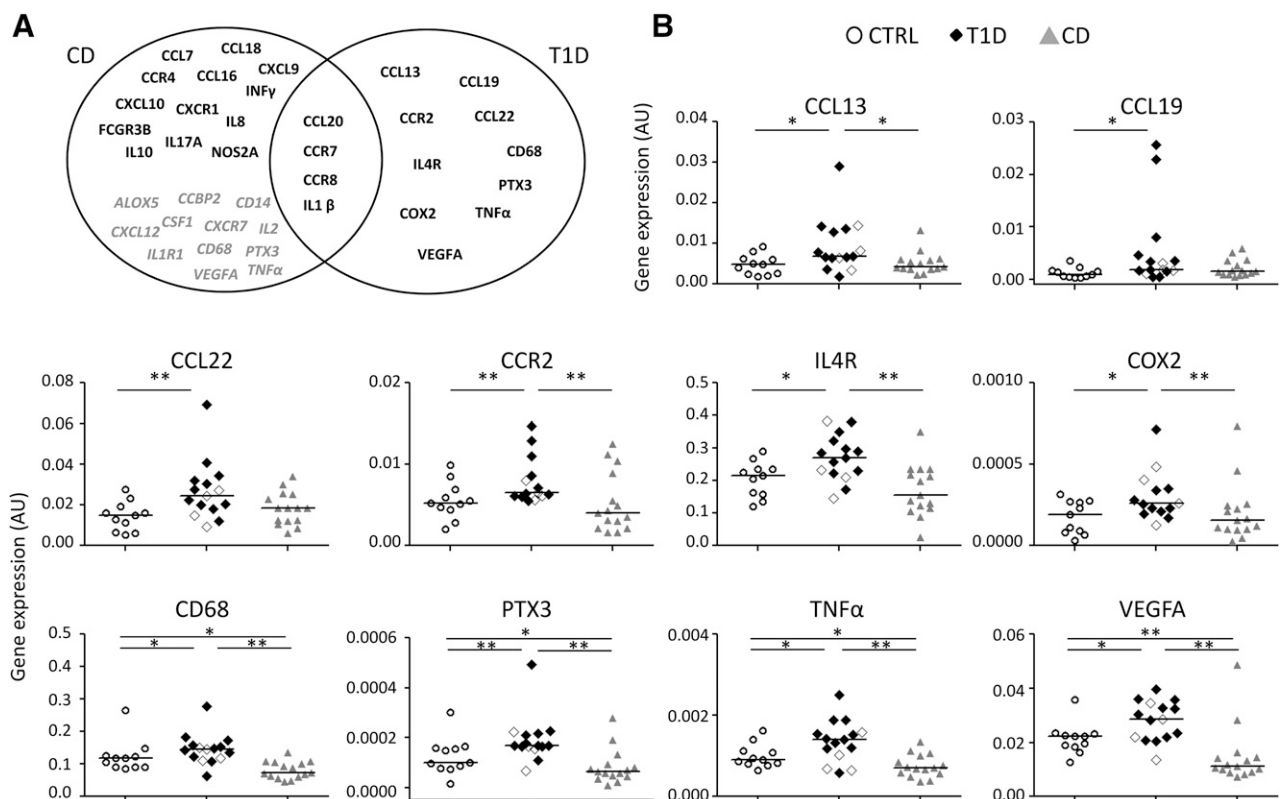 A
CD
T1D
CCL7
CCL18
CCR4
CCL16
CXCL9
INFγ
CXCL10
CXCR1
IL8
FCGR3B
IL17A
IL10
NOS2A
ALOX5
CCBP2
CD14
CXCL12
CSF1
CXCR7
IL2
IL1R1
CD68
PTX3
VEGFA
TNFα
CCL20
CCR7
CCR8
IL1 β
CCL13
CCL19
CCR2
CCL22
IL4R
CD68
PTX3
COX2
TNFα
VEGFA
B
CTRL T1D CD
Gene expression (AU)
CCL13
* *
0.04
0.03
0.02
0.01
0.00
CCL19
*
0.03
0.02
0.01
0.00
Gene expression (AU)
CCL22
**
0.08
0.06
0.04
0.02
0.00
CCR2
** **
0.02
0.01
0.00
IL4R
* **
0.5
0.4
0.3
0.2
0.1
0.0
COX2
* **
0.0010
0.0005
0.0000
CD68
*
* **
0.5
0.4
0.3
0.2
0.1
0.0
PTX3
*
** **
0.0006
0.0004
0.0002
0.0000
TNFα
*
* **
0.004
0.002
0.000
VEGFA
**
* **
0.06
0.04
0.02
0.00